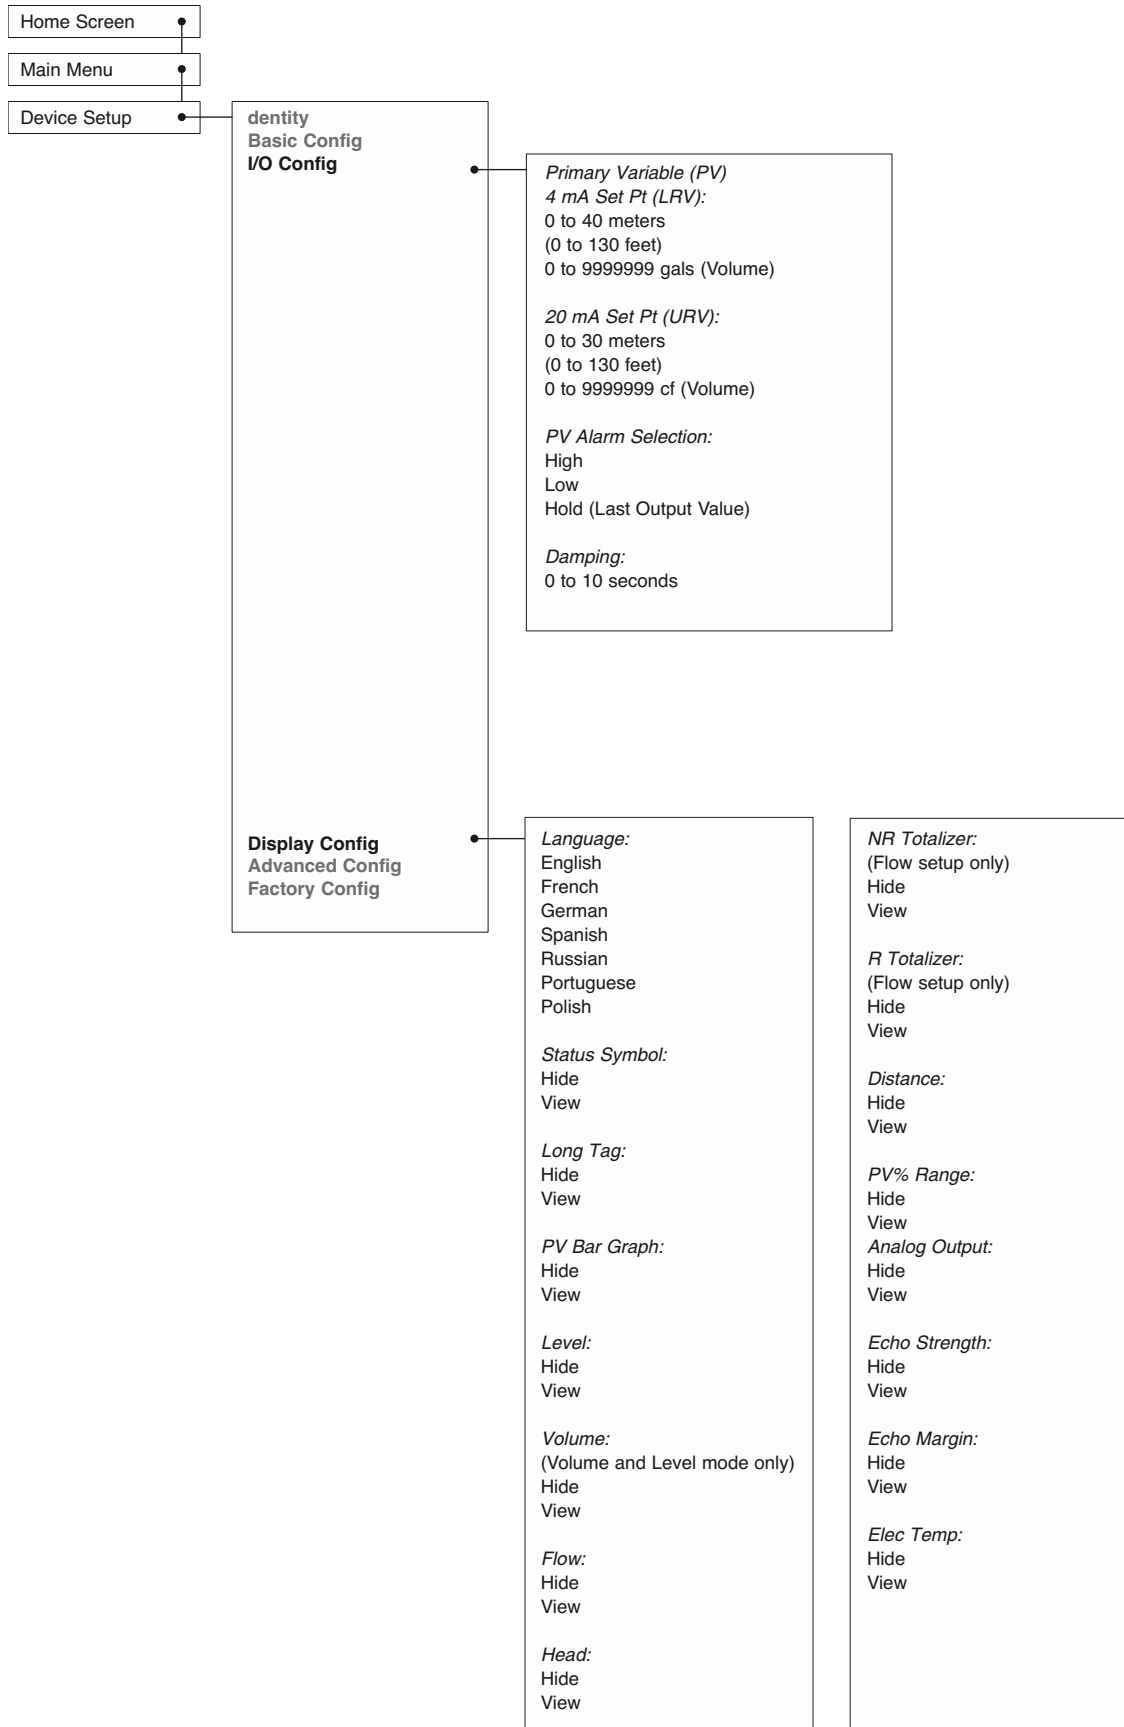 Home Screen
Main Menu
Device Setup
dentity
Basic Config
I/O Config
Primary Variable (PV)
4 mA Set Pt (LRV):
0 to 40 meters
(0 to 130 feet)
0 to 9999999 gals (Volume)
20 mA Set Pt (URV):
0 to 30 meters
(0 to 130 feet)
0 to 9999999 cf (Volume)
PV Alarm Selection:
High
Low
Hold (Last Output Value)
Damping:
0 to 10 seconds
Display Config
Advanced Config
Factory Config
Language:
English
French
German
Spanish
Russian
Portuguese
Polish
Status Symbol:
Hide
View
Long Tag:
Hide
View
PV Bar Graph:
Hide
View
Level:
Hide
View
Volume:
(Volume and Level mode only)
Hide
View
Flow:
Hide
View
Head:
Hide
View
NR Totalizer:
(Flow setup only)
Hide
View
R Totalizer:
(Flow setup only)
Hide
View
Distance:
Hide
View
PV% Range:
Hide
View
Analog Output:
Hide
View
Echo Strength:
Hide
View
Echo Margin:
Hide
View
Elec Temp:
Hide
View